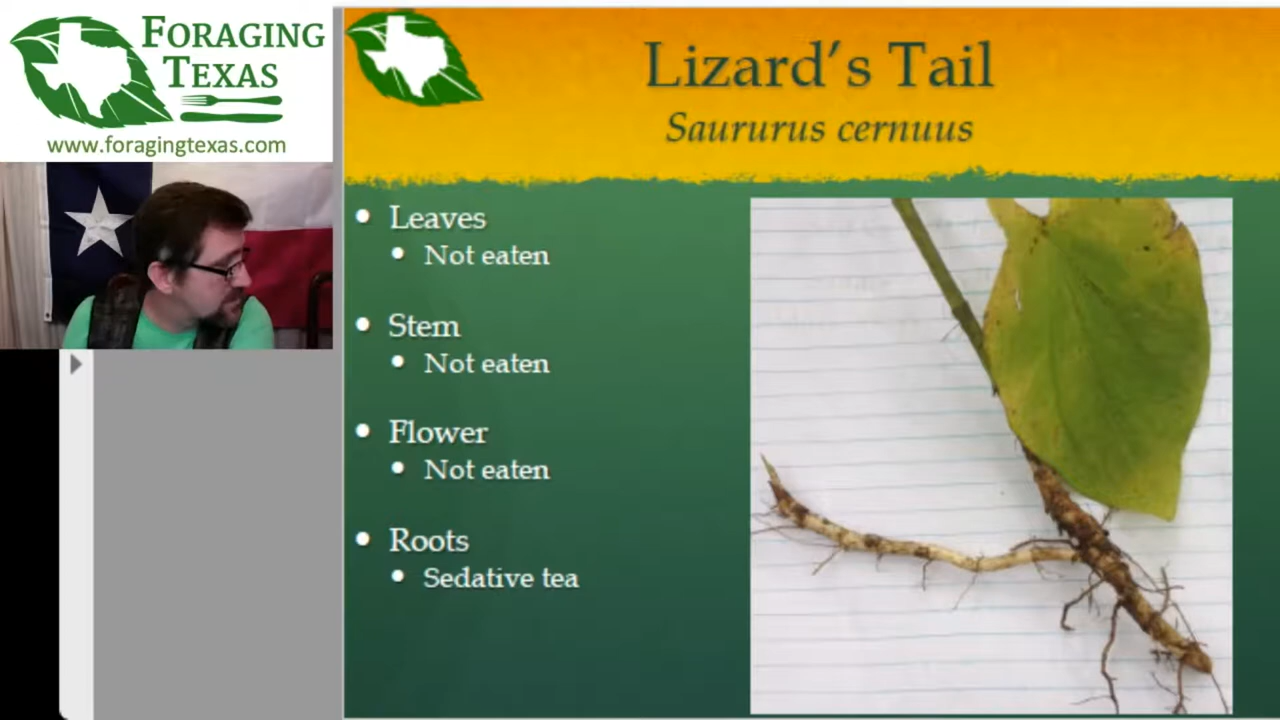 FORAGING
TEXAS
www.foragingtexas.com
Lizard's Tail
Saururus cernuus
• Leaves
• Not eaten
• Stem
• Not eaten
• Flower
• Not eaten
• Roots
• Sedative tea